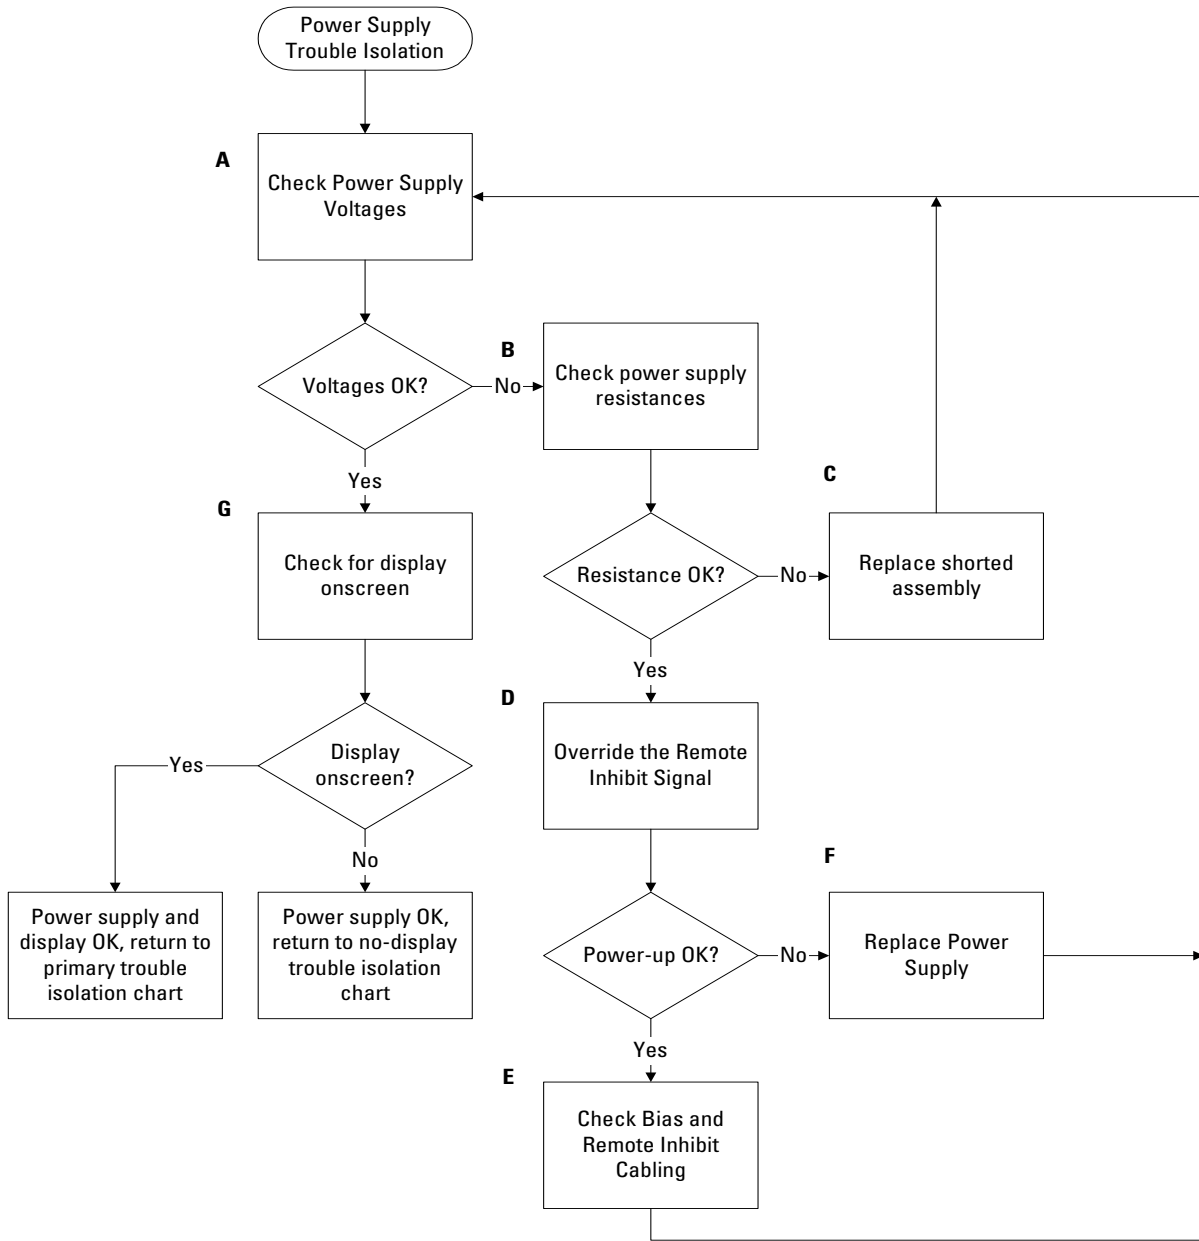 Power Supply
Trouble Isolation
A
Check Power Supply
Voltages
Voltages OK?
No
B
Check power supply
resistances
Yes
G
Check for display
onscreen
Resistance OK?
No
C
Replace shorted
assembly
Yes
D
Override the Remote
Inhibit Signal
Display
onscreen?
Yes
No
Power supply and
display OK, return to
primary trouble
isolation chart
Power supply OK,
return to no-display
trouble isolation
chart
Power-up OK?
No
F
Replace Power
Supply
Yes
E
Check Bias and
Remote Inhibit
Cabling